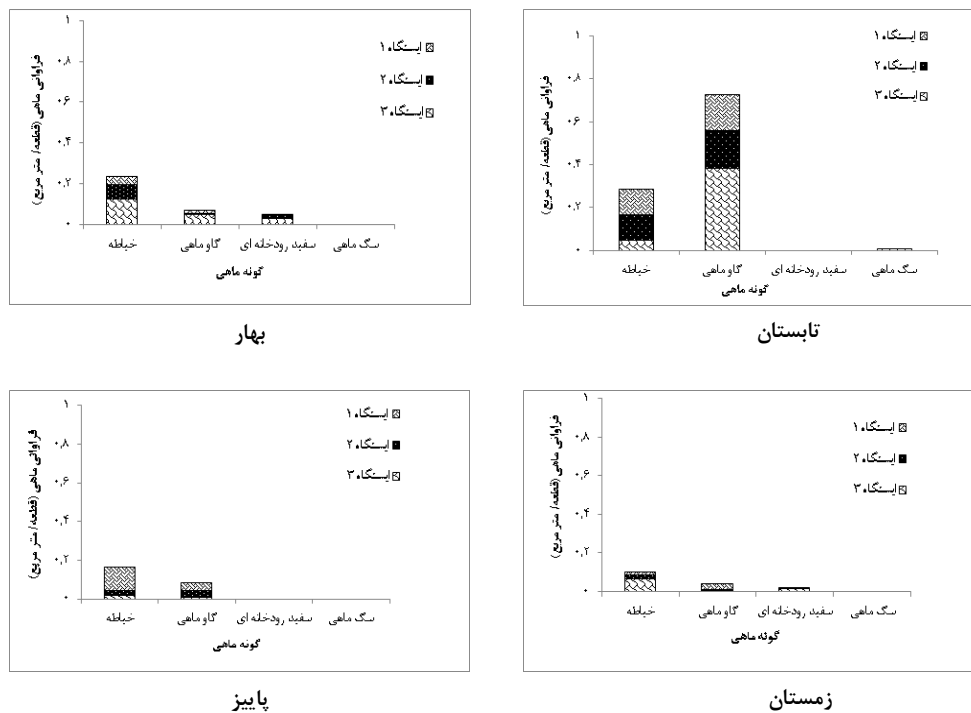 ۱
۰,۸
۰,۶
۰,۴
۰,۲
۰
فراوانی ماهی (قطعه/ متر مربع)
ایستگاه ۱
ایستگاه ۲
ایستگاه ۳
خیاطه
گاو ماهی
سفید رودخانه ای
سگ ماهی
گونه ماهی
بهار
۱
۰,۸
۰,۶
۰,۴
۰,۲
۰
فراوانی ماهی (قطعه/ متر مربع)
ایستگاه ۱
ایستگاه ۲
ایستگاه ۳
خیاطه
گاو ماهی
سفید رودخانه ای
سگ ماهی
گونه ماهی
تابستان
۱
۰,۸
۰,۶
۰,۴
۰,۲
۰
فراوانی ماهی (قطعه/ متر مربع)
ایستگاه ۱
ایستگاه ۲
ایستگاه ۳
خیاطه
گاو ماهی
سفید رودخانه ای
سگ ماهی
گونه ماهی
پاییز
۱
۰,۸
۰,۶
۰,۴
۰,۲
۰
فراوانی ماهی (قطعه/ متر مربع)
ایستگاه ۱
ایستگاه ۲
ایستگاه ۳
خیاطه
گاو ماهی
سفید رودخانه ای
سگ ماهی
گونه ماهی
زمستان